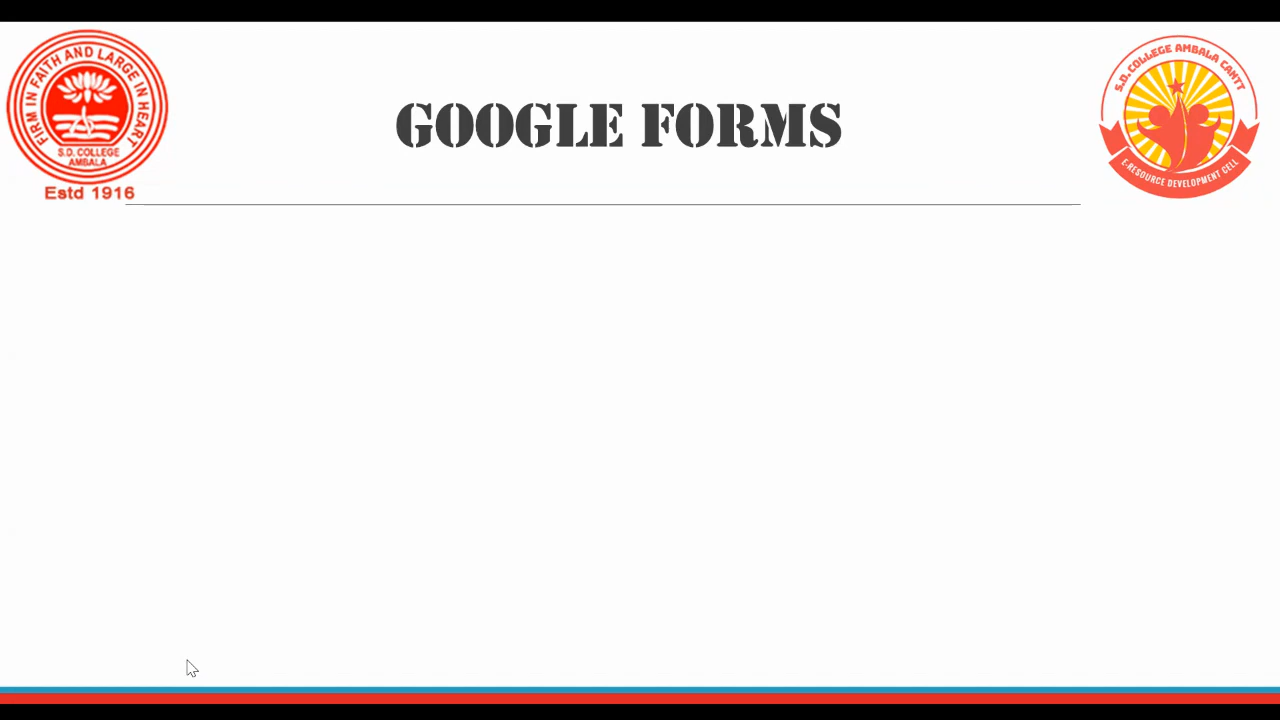 FIRM IN FAITH AND LARGE IN HEART
S.D. COLLEGE
AMBALA
Estd 1916
GOOGLE FORMS
S.D. COLLEGE AMBALA CANTT
E-RESOURCE DEVELOPMENT CELL